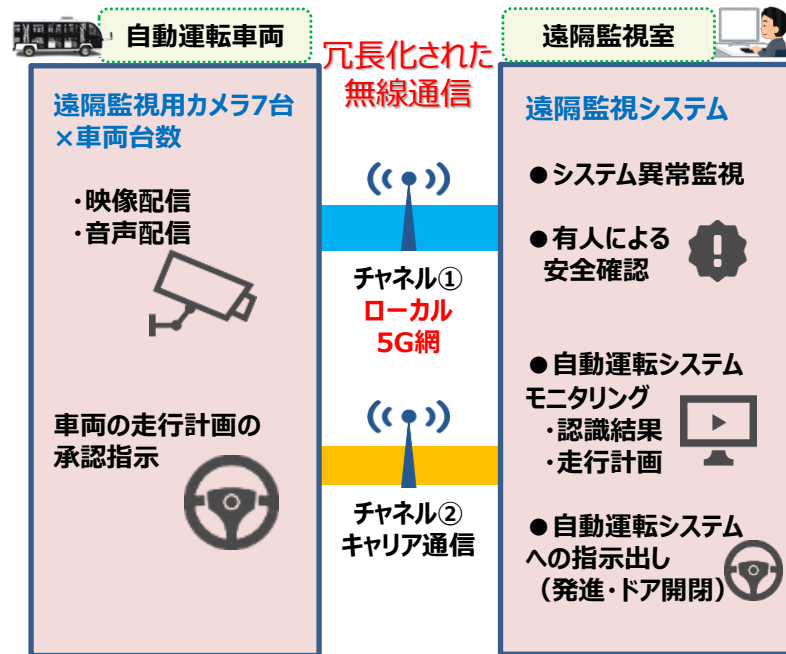 自動運転車両
遠隔監視用カメラ7台
×車両台数
・映像配信
・音声配信
車両の走行計画の
承認指示
冗長化された
無線通信
チャネル①
ローカル
5G網
チャネル②
キャリア通信
遠隔監視室
遠隔監視システム
●システム異常監視
●有人による
安全確認
●自動運転システム
モニタリング
・認識結果
・走行計画
●自動運転システム
への指示出し
（発進・ドア開閉）